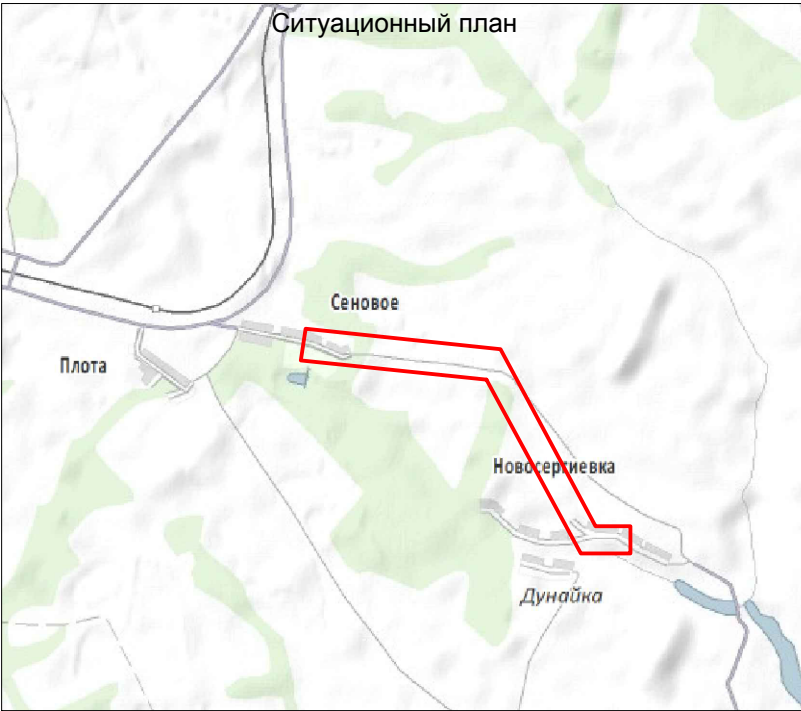 Ситуационный план
Сеновое
Плота
Новосергиевка
Дунайка